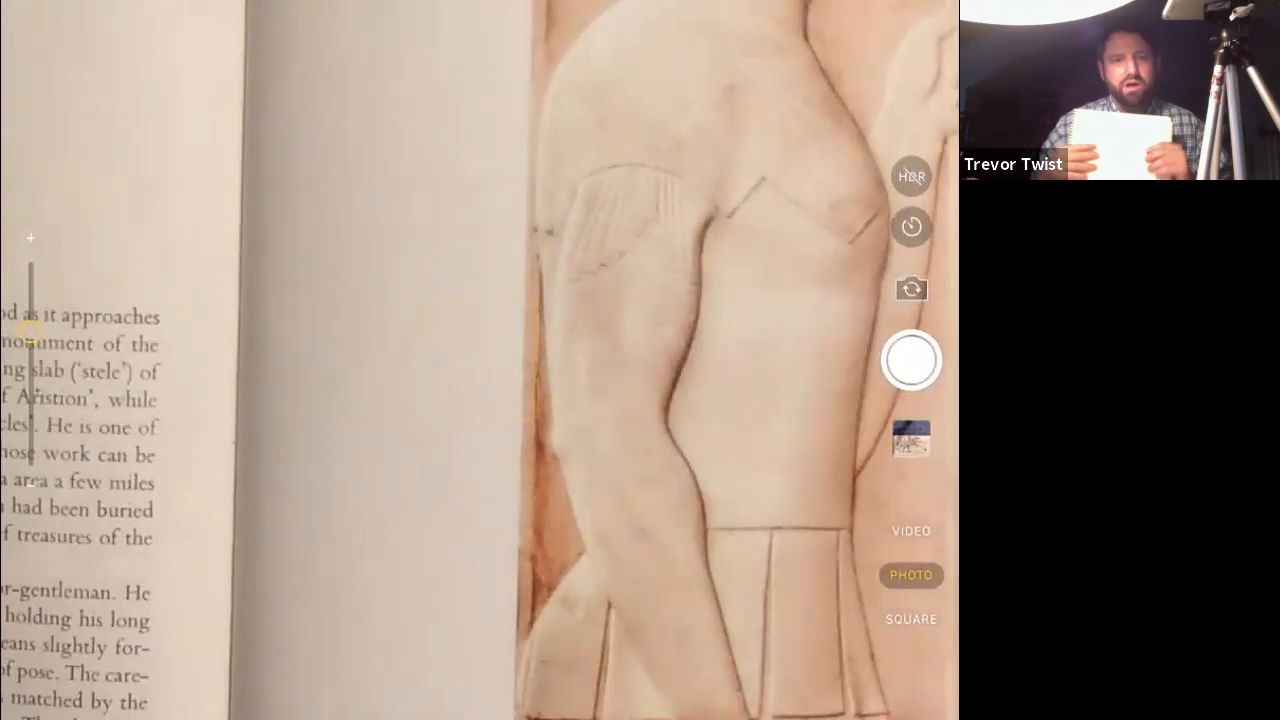 od as it approaches
monument of the
ng slab ('stele') of
f Aristion', while
cles'. He is one of
hose work can be
a area a few miles
had been buried
f treasures of the
r-gentleman. He
holding his long
eans slightly for-
of pose. The care-
s matched by the
HDR
VIDEO
PHOTO
SQUARE
Trevor Twist